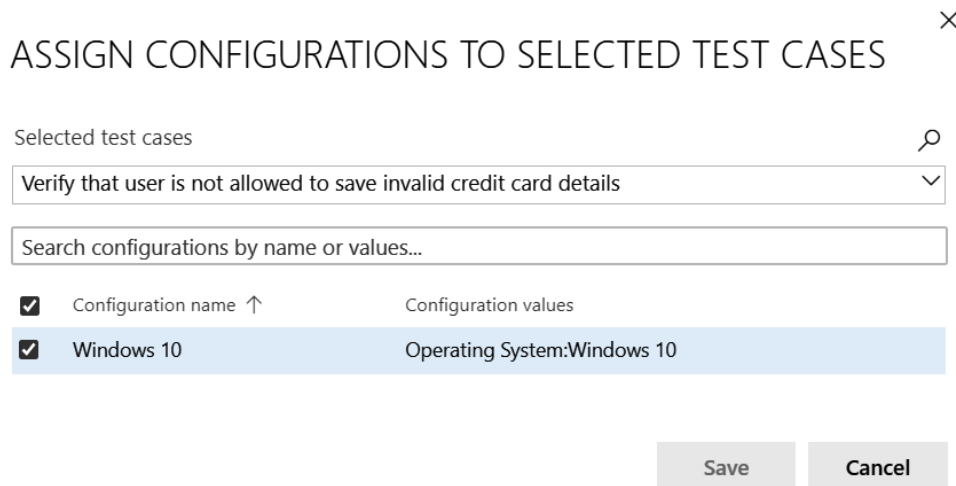 ASSIGN CONFIGURATIONS TO SELECTED TEST CASES
Selected test cases
Verify that user is not allowed to save invalid credit card details
Search configurations by name or values...
Configuration name ↑ Configuration values
Windows 10 Operating System:Windows 10
Save Cancel